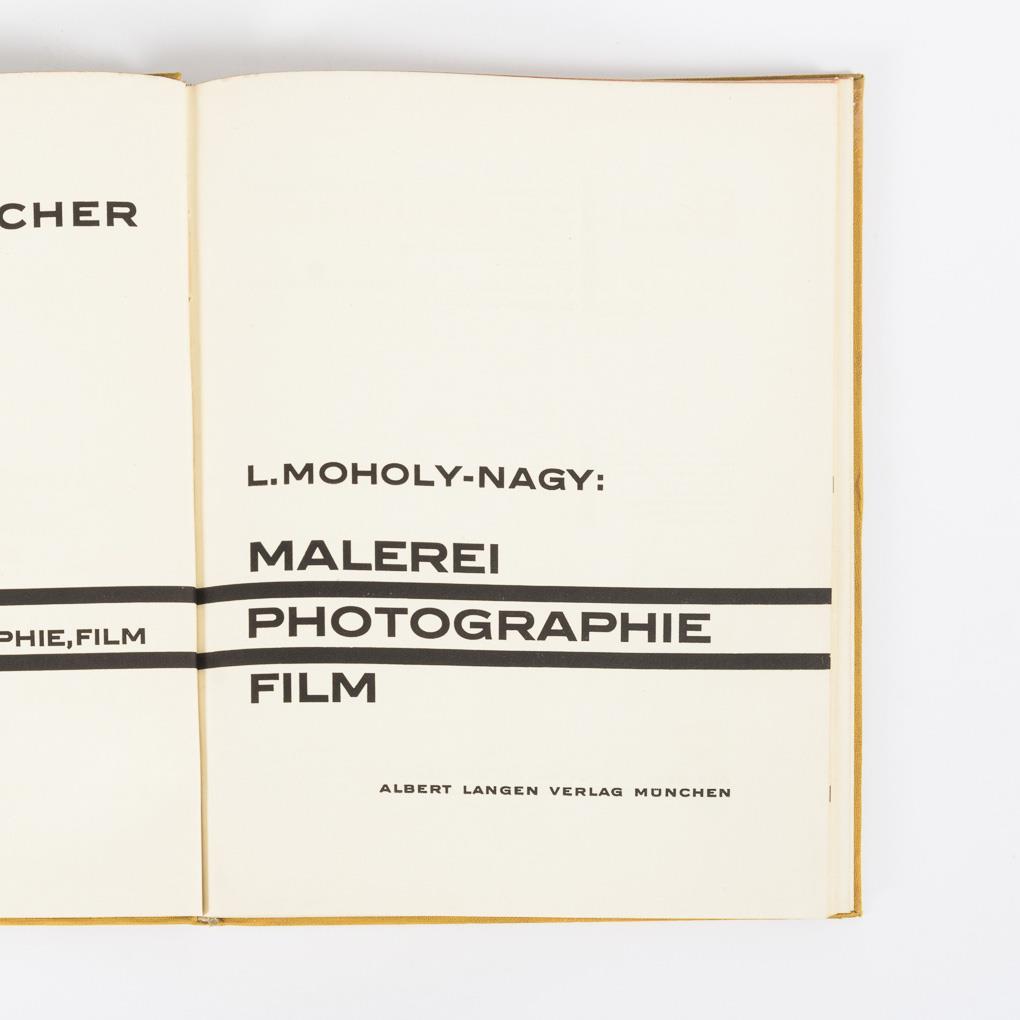 CHER
PHIE, FILM
L. MOHOLY-NAGY:
MALEREI
PHOTOGRAPHIE
FILM
ALBERT LANGEN VERLAG MÜNCHEN